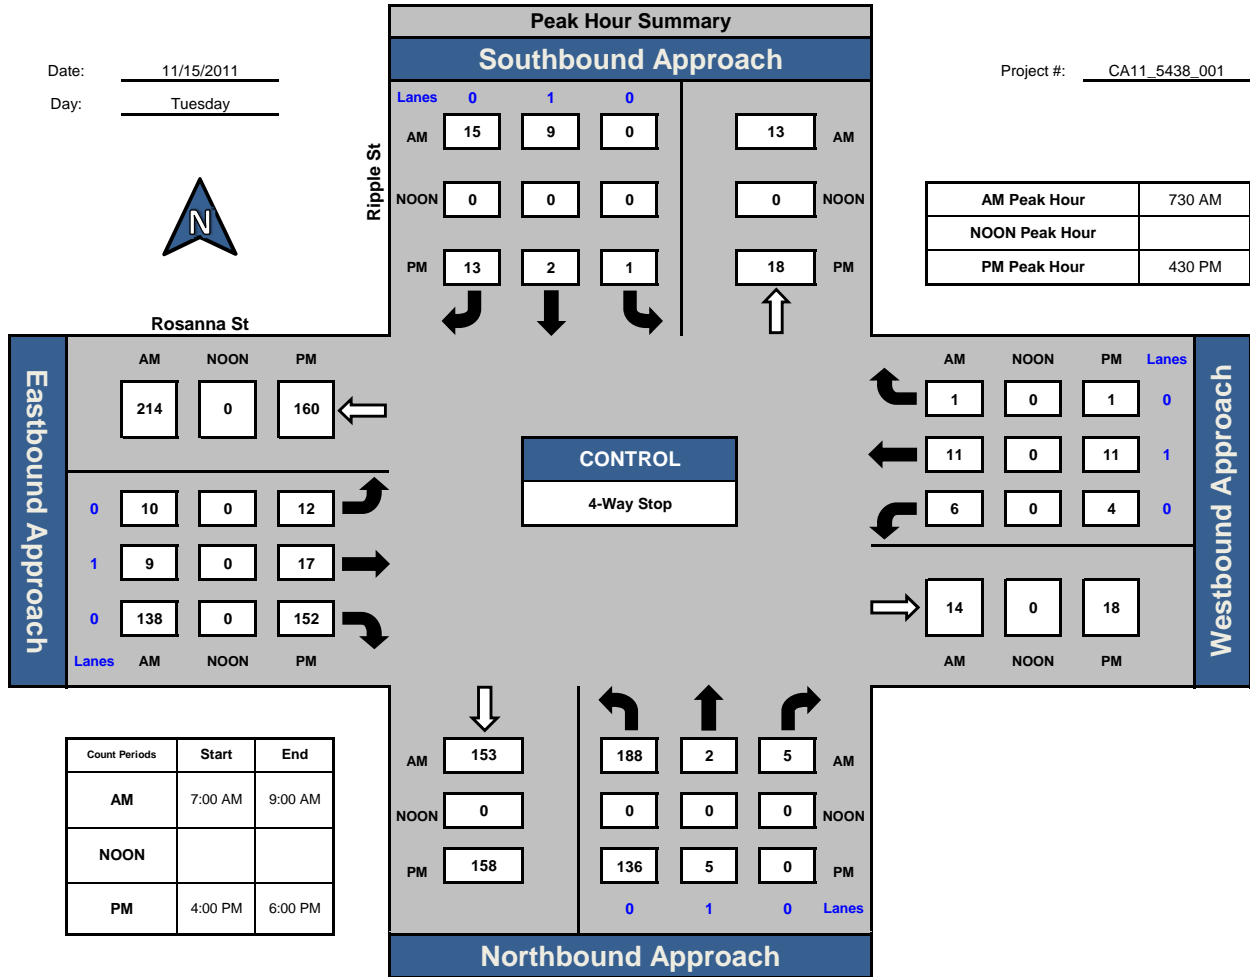 Peak Hour Summary
Southbound Approach
Date: 11/15/2011
Project #: CA11_5438_001
Day: Tuesday
Lanes 0 1 0
AM 15 9 0 13 AM
Ripple St
N
NOON 0 0 0 0 NOON
PM 13 2 1 18 PM
AM Peak Hour 730 AM
NOON Peak Hour
PM Peak Hour 430 PM
Rosanna St
Eastbound Approach
AM NOON PM
214 0 160
0 10 0 12
1 9 0 17
0 138 0 152
Lanes AM NOON PM
CONTROL
4-Way Stop
AM NOON PM Lanes
1 0 1 0
11 0 11 1
6 0 4 0
14 0 18
AM NOON PM
Westbound Approach
Count Periods Start End
AM 7:00 AM 9:00 AM
NOON
PM 4:00 PM 6:00 PM
AM 153 188 2 5 AM
NOON 0 0 0 0 NOON
PM 158 136 5 0 PM
0 1 0 Lanes
Northbound Approach